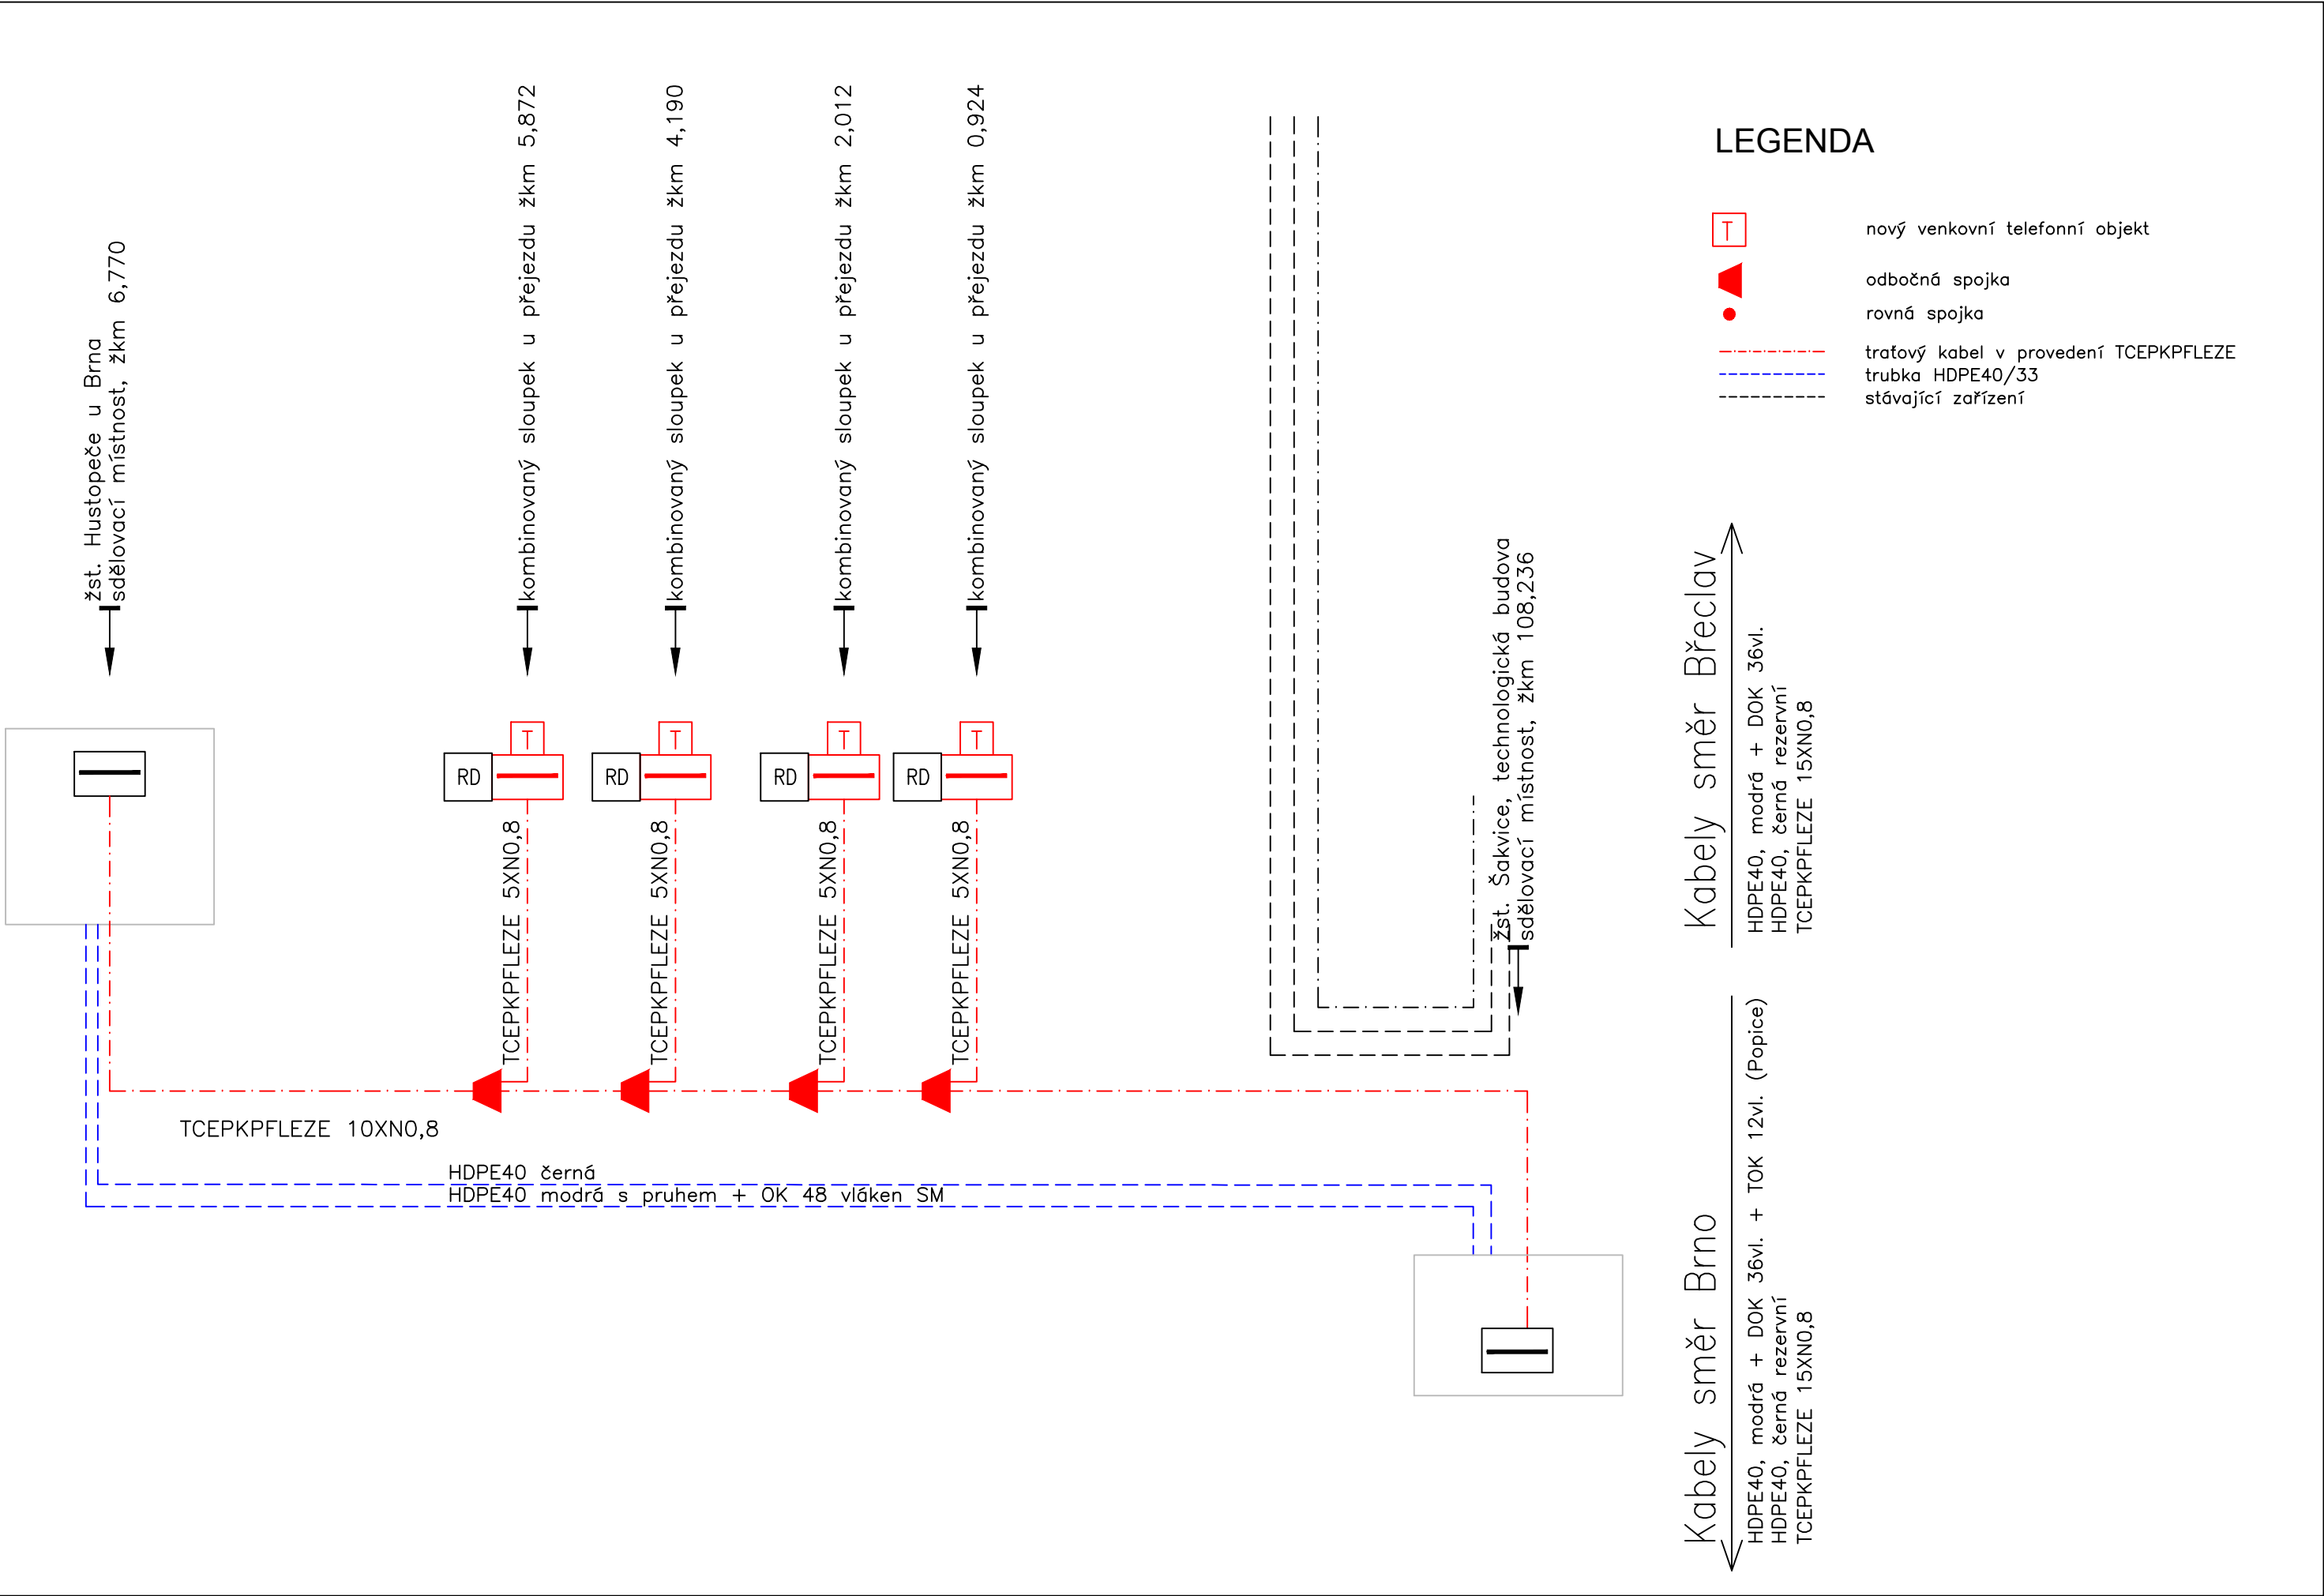 žst. Hustopeče u Brna
sdělovací místnost, žkm 6,770
kombinovaný sloupek u přejezdu žkm 5,872
kombinovaný sloupek u přejezdu žkm 4,190
kombinovaný sloupek u přejezdu žkm 2,012
kombinovaný sloupek u přejezdu žkm 0,924
LEGENDA
T
nový venkovní telefonní objekt
odbočná spojka
rovná spojka
traťový kabel v provedení TCEPKPFLEZE
trubka HDPE40/33
stávající zařízení
žst. Šakvice, technologická budova
sdělovací místnost, žkm 108,236
Kabely směr Břeclav
HDPE40, modrá + DOK 36vl.
HDPE40, černá rezervní
TCEPKPFLEZE 15XN0,8
T
T
T
T
RD
RD
RD
RD
TCEPKPFLEZE 5XN0,8
TCEPKPFLEZE 5XN0,8
TCEPKPFLEZE 5XN0,8
TCEPKPFLEZE 5XN0,8
TCEPKPFLEZE 10XN0,8
HDPE40 černá
HDPE40 modrá s pruhem + OK 48 vláken SM
Kabely směr Brno
HDPE40, modrá + DOK 36vl. + TOK 12vl. (Popice)
HDPE40, černá rezervní
TCEPKPFLEZE 15XN0,8